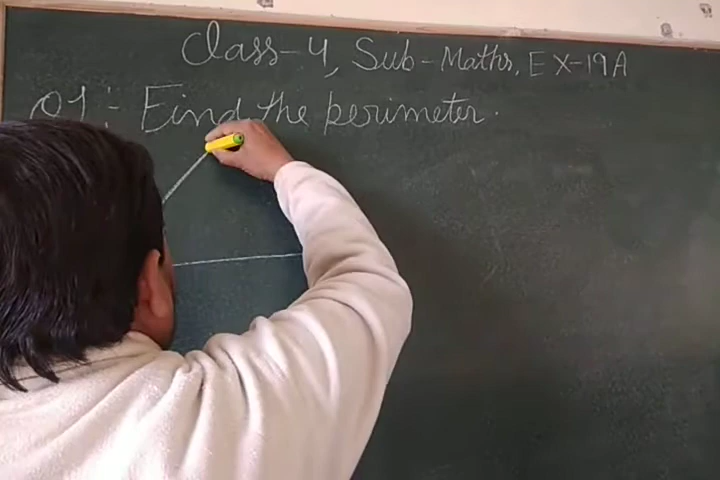 Class-4, Sub-Maths, EX-19A
Q1:- Find the perimeter.